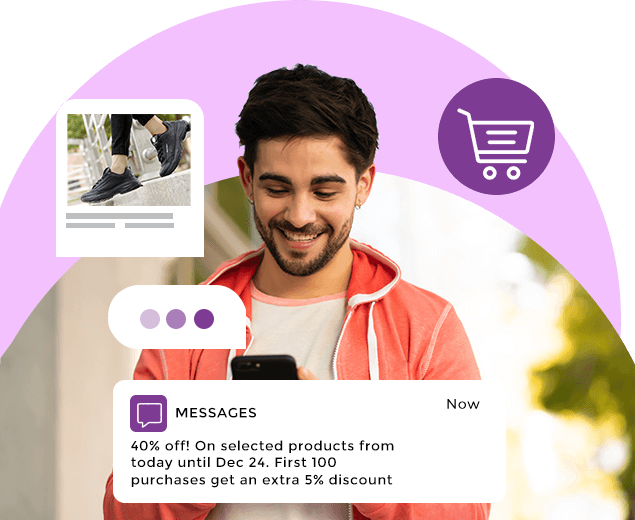 MESSAGES
Now
40% off! On selected products from
today until Dec 24. First 100
purchases get an extra 5% discount